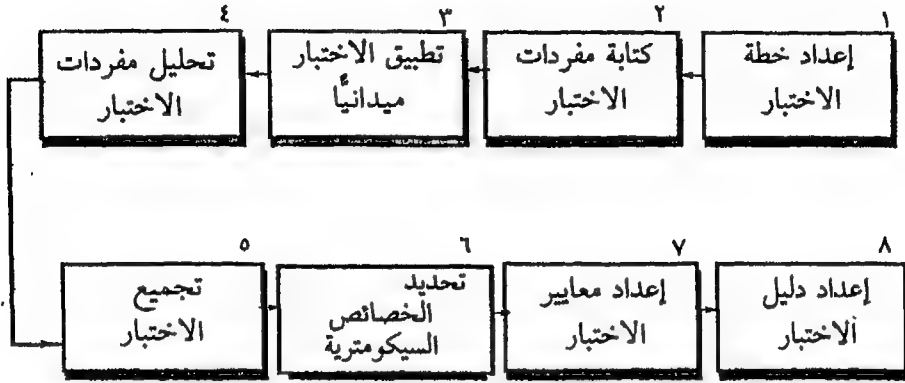 ١
إعداد خطة
الاختبار
٢
كتابة مفردات
الاختبار
٣
تطبيق الاختبار
ميدانيًّا
٤
تحليل مفردات
الاختبار
٥
تجميع
الاختبار
٦
تحديد
الخصائص
السيكومترية
٧
إعداد معايير
الاختبار
٨
إعداد دليل
الاختبار